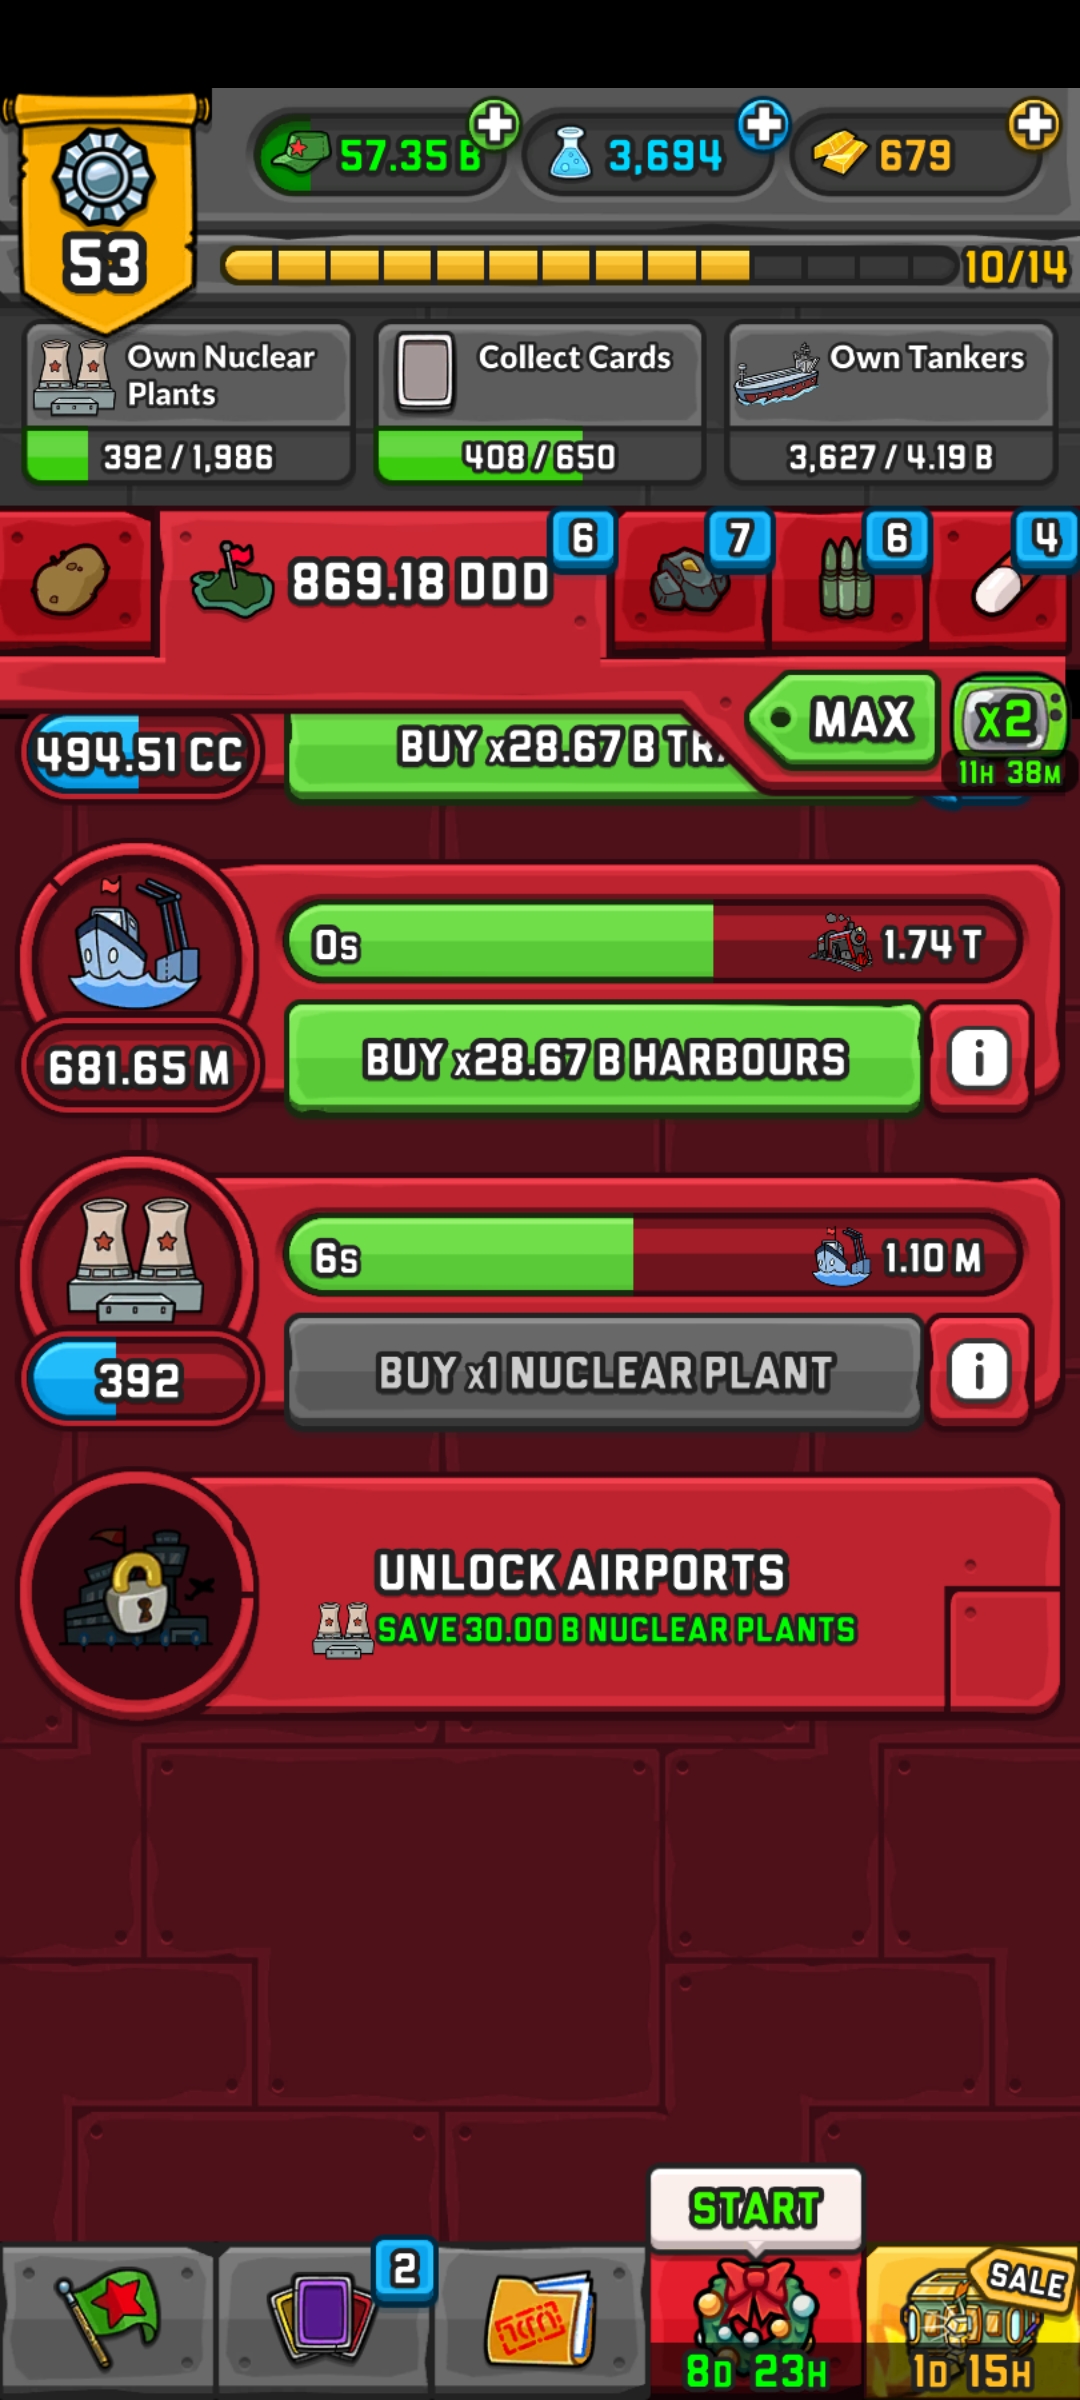 53
57.35 B
3,694
679
10/14
Own Nuclear Plants
392 / 1,986
Collect Cards
408 / 650
Own Tankers
3,627 / 4.19 B
869.18 DDD
6
7
6
4
MAX
x2
11H 38M
494.51 CC
BUY x28.67 B
0s
1.74 T
681.65 M
BUY x28.67 B HARBOURS
i
6s
1.10 M
392
BUY x1 NUCLEAR PLANT
i
UNLOCK AIRPORTS
SAVE 30.00 B NUCLEAR PLANTS
START
2
SALE
8D 23H
1D 15H